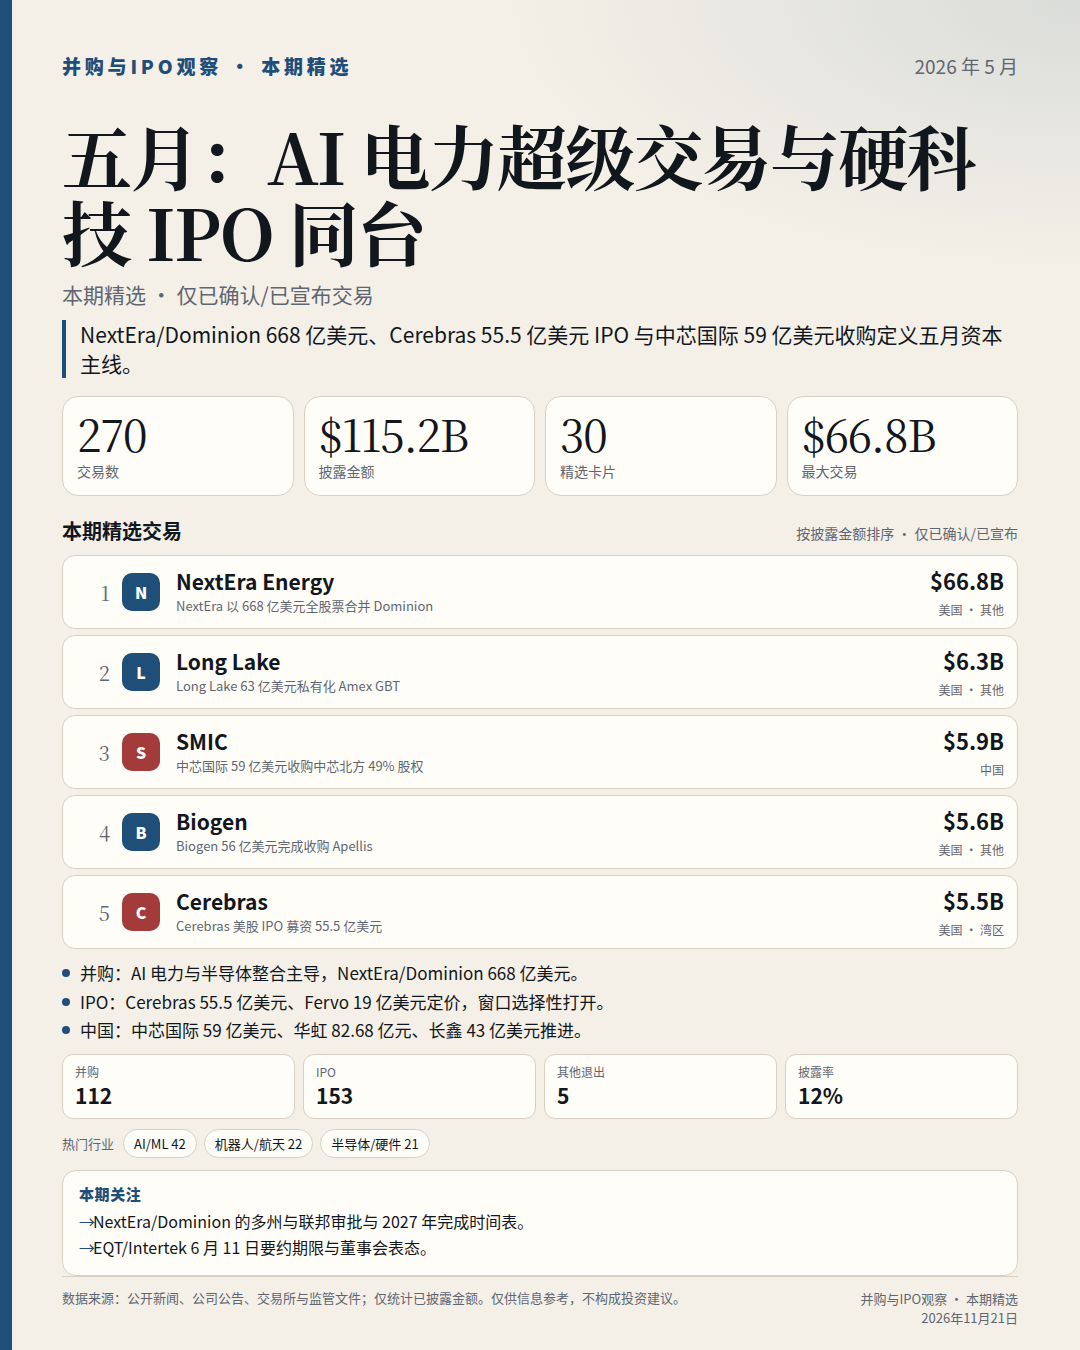 并购与IPO观察 · 本期精选
2026 年 5 月
五月：AI 电力超级交易与硬科
技 IPO 同台
本期精选 · 仅已确认/已宣布交易
NextEra/Dominion 668 亿美元、Cerebras 55.5 亿美元 IPO 与中芯国际 59 亿美元收购定义五月资本
主线。
270
交易数
$115.2B
披露金额
30
精选卡片
$66.8B
最大交易
本期精选交易
按披露金额排序 · 仅已确认/已宣布
1
N
NextEra Energy
NextEra 以 668 亿美元全股票合并 Dominion
$66.8B
美国 · 其他
2
L
Long Lake
Long Lake 63 亿美元私有化 Amex GBT
$6.3B
美国 · 其他
3
S
SMIC
中芯国际 59 亿美元收购中芯北方 49% 股权
$5.9B
中国
4
B
Biogen
Biogen 56 亿美元完成收购 Apellis
$5.6B
美国 · 其他
5
C
Cerebras
Cerebras 美股 IPO 募资 55.5 亿美元
$5.5B
美国 · 湾区
并购：AI 电力与半导体整合主导，NextEra/Dominion 668 亿美元。
IPO：Cerebras 55.5 亿美元、Fervo 19 亿美元定价，窗口选择性打开。
中国：中芯国际 59 亿美元、华虹 82.68 亿元、长鑫 43 亿美元推进。
并购
112
IPO
153
其他退出
5
披露率
12%
热门行业
AI/ML 42
机器人/航天 22
半导体/硬件 21
本期关注
→NextEra/Dominion 的多州与联邦审批与 2027 年完成时间表。
→EQT/Intertek 6 月 11 日要约期限与董事会表态。
数据来源：公开新闻、公司公告、交易所与监管文件；仅统计已披露金额。仅供信息参考，不构成投资建议。
并购与IPO观察 · 本期精选
2026年11月21日